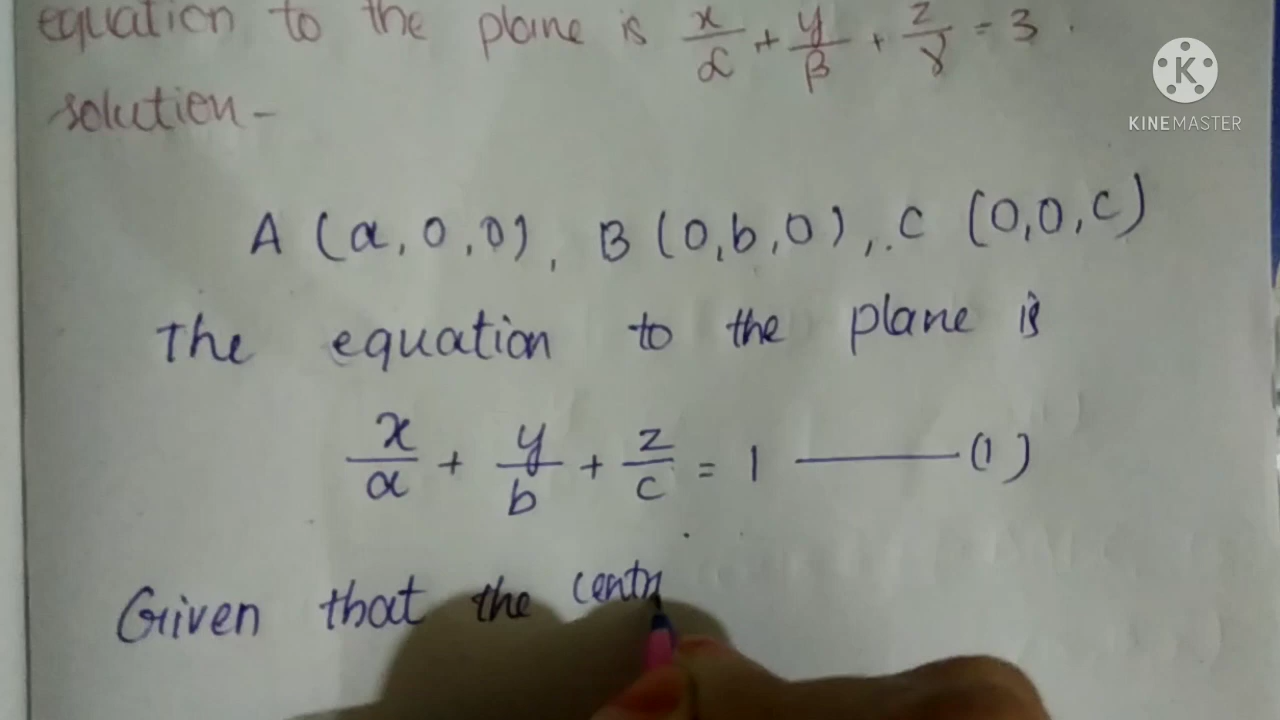 equation to the plane is x/α + y/β + z/γ = 3.
solution -
K
KINEMASTER
A (a, 0, 0), B (0, b, 0), C (0, 0, c)
The equation to the plane is
x/a + y/b + z/c = 1 —— (1)
Given that the centr